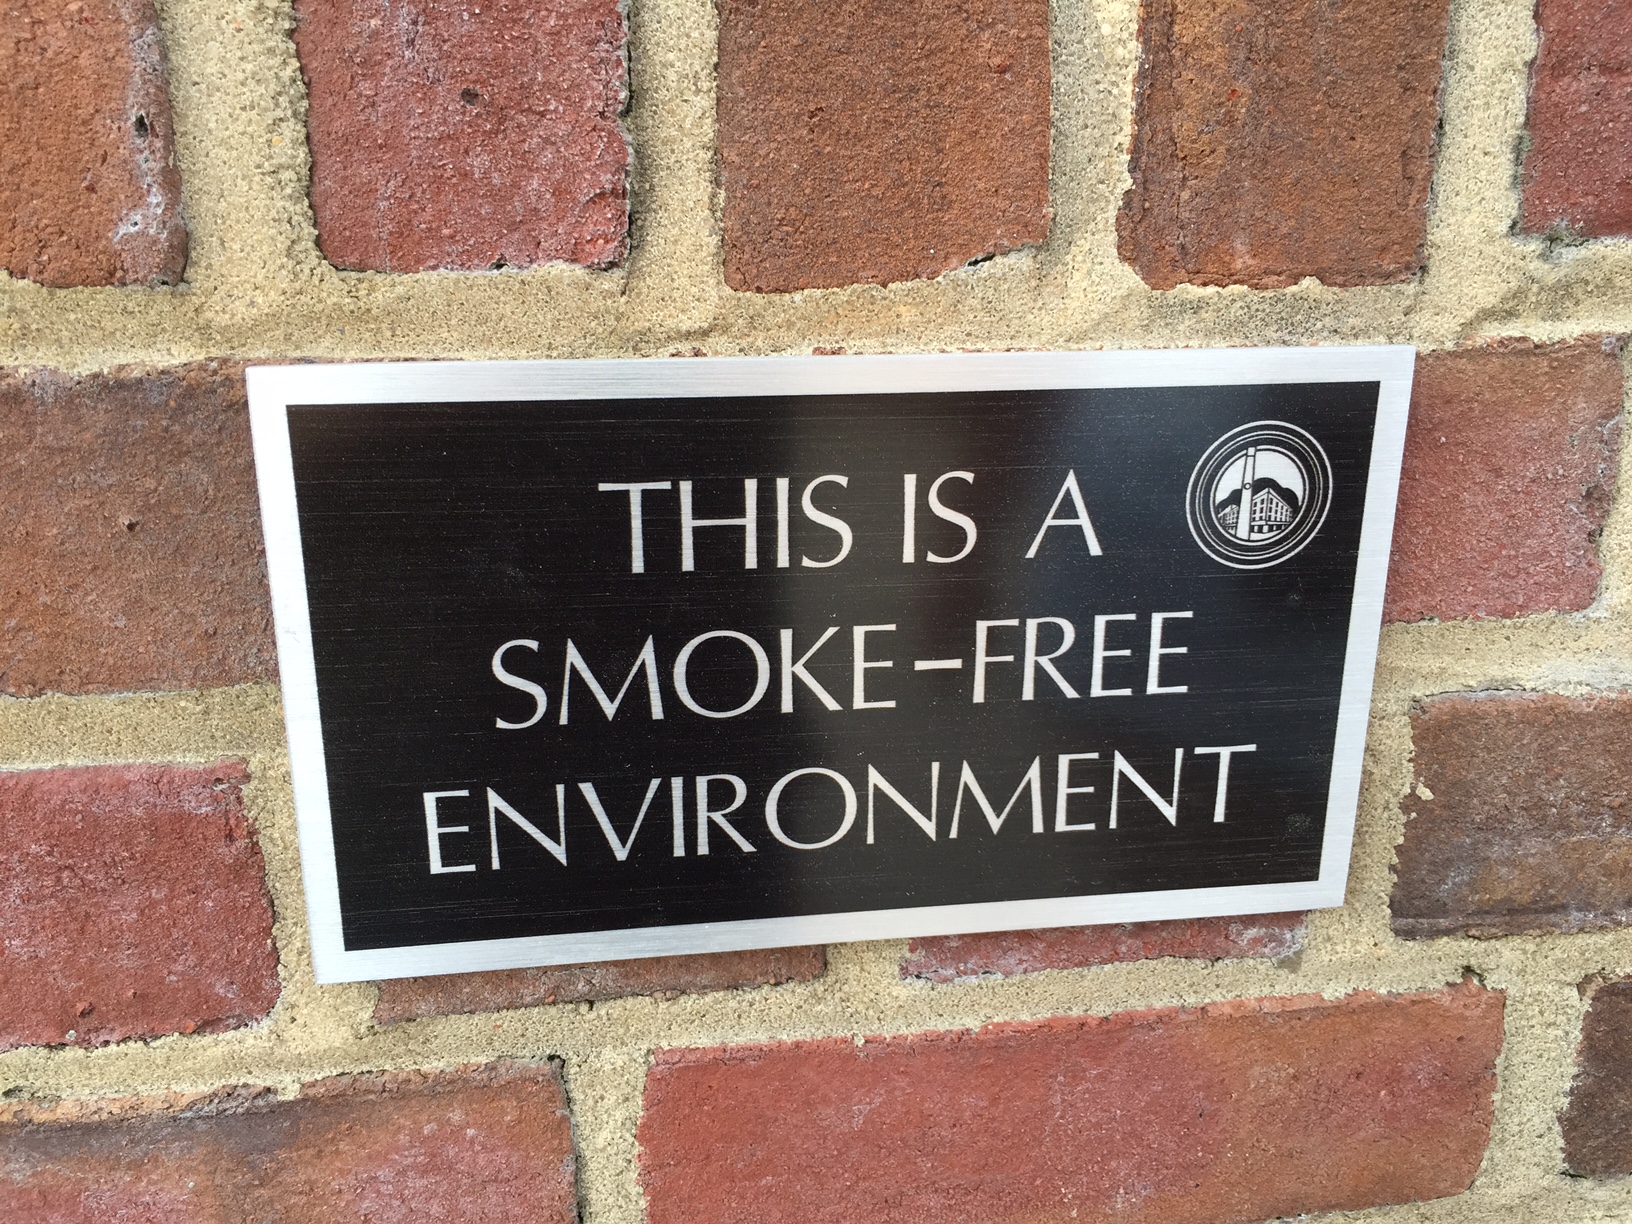 THIS IS A
SMOKE-FREE
ENVIRONMENT